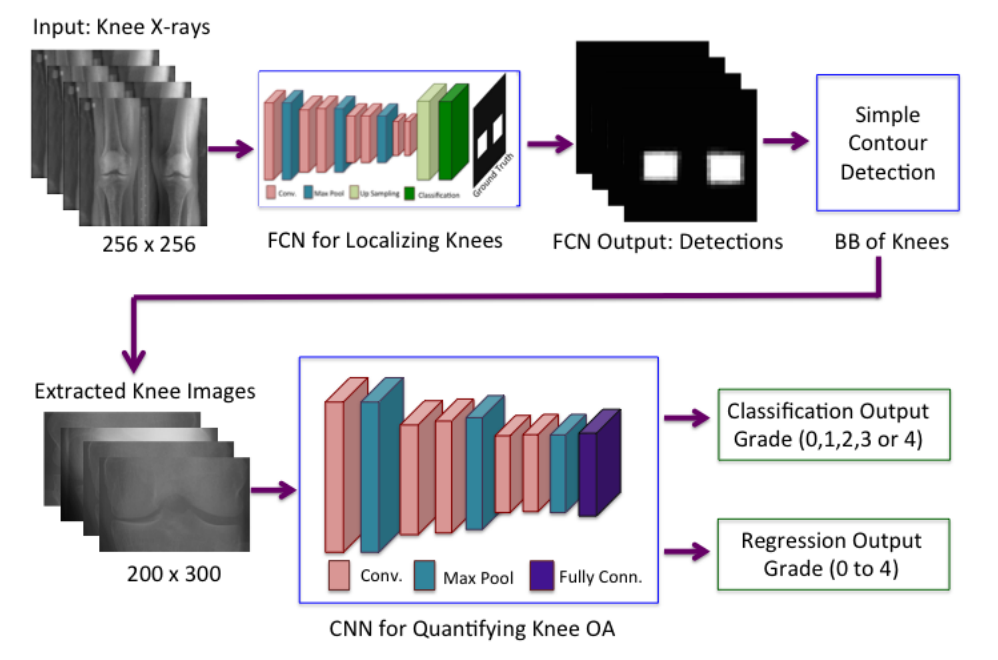 Input: Knee X-rays
256 x 256
Conv.
Max Pool
Up Sampling
Classification
Ground Truth
FCN for Localizing Knees
FCN Output: Detections
Simple
Contour
Detection
BB of Knees
Extracted Knee Images
200 x 300
Conv.
Max Pool
Fully Conn.
CNN for Quantifying Knee OA
Classification Output
Grade (0,1,2,3 or 4)
Regression Output
Grade (0 to 4)